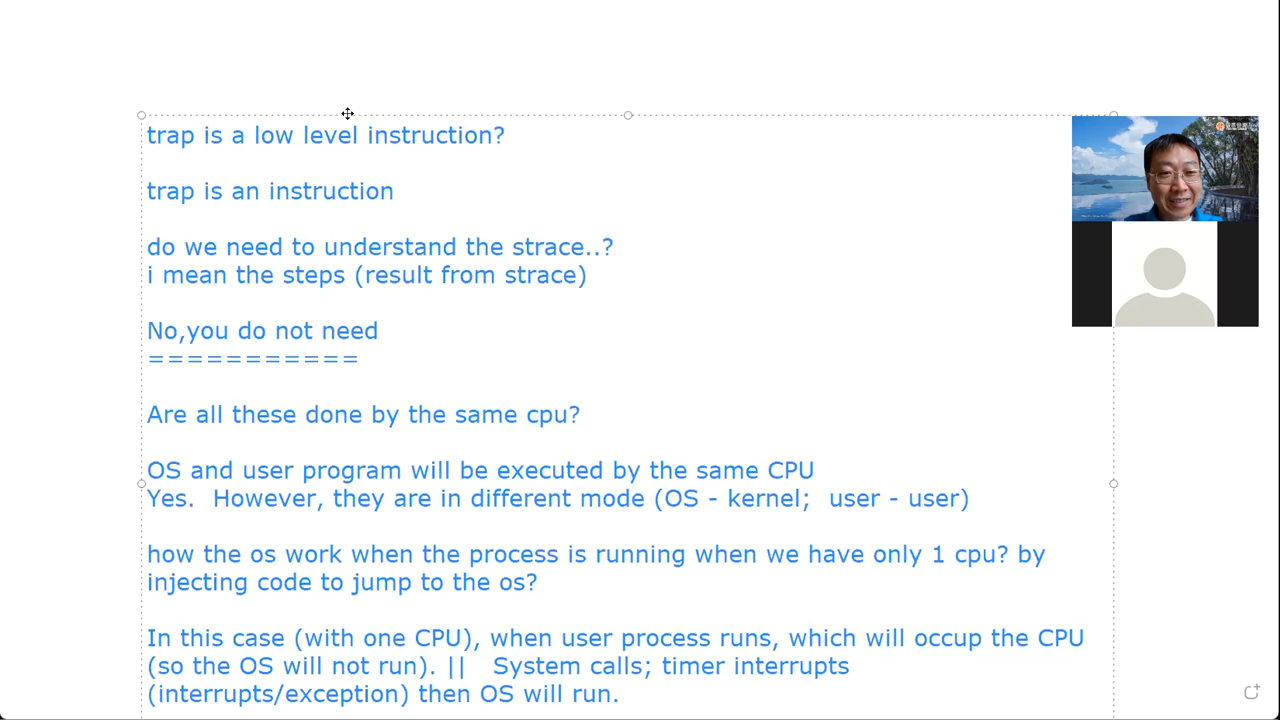 trap is a low level instruction?
trap is an instruction
do we need to understand the strace..?
i mean the steps (result from strace)
No,you do not need
===========
Are all these done by the same cpu?
OS and user program will be executed by the same CPU
Yes.  However, they are in different mode (OS - kernel;  user - user)
how the os work when the process is running when we have only 1 cpu? by
injecting code to jump to the os?
In this case (with one CPU), when user process runs, which will occup the CPU
(so the OS will not run). ||   System calls; timer interrupts
(interrupts/exception) then OS will run.